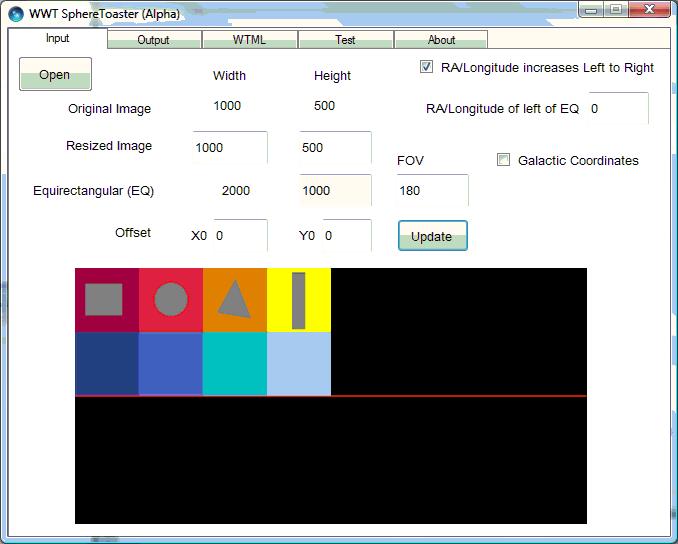 WWT SphereToaster (Alpha)
Input Output WTML Test About
Open Width Height RA/Longitude increases Left to Right
Original Image 1000 500 RA/Longitude of left of EQ 0
Resized Image 1000 500
FOV Galactic Coordinates
Equirectangular (EQ) 2000 1000 180
Offset X0 0 Y0 0 Update